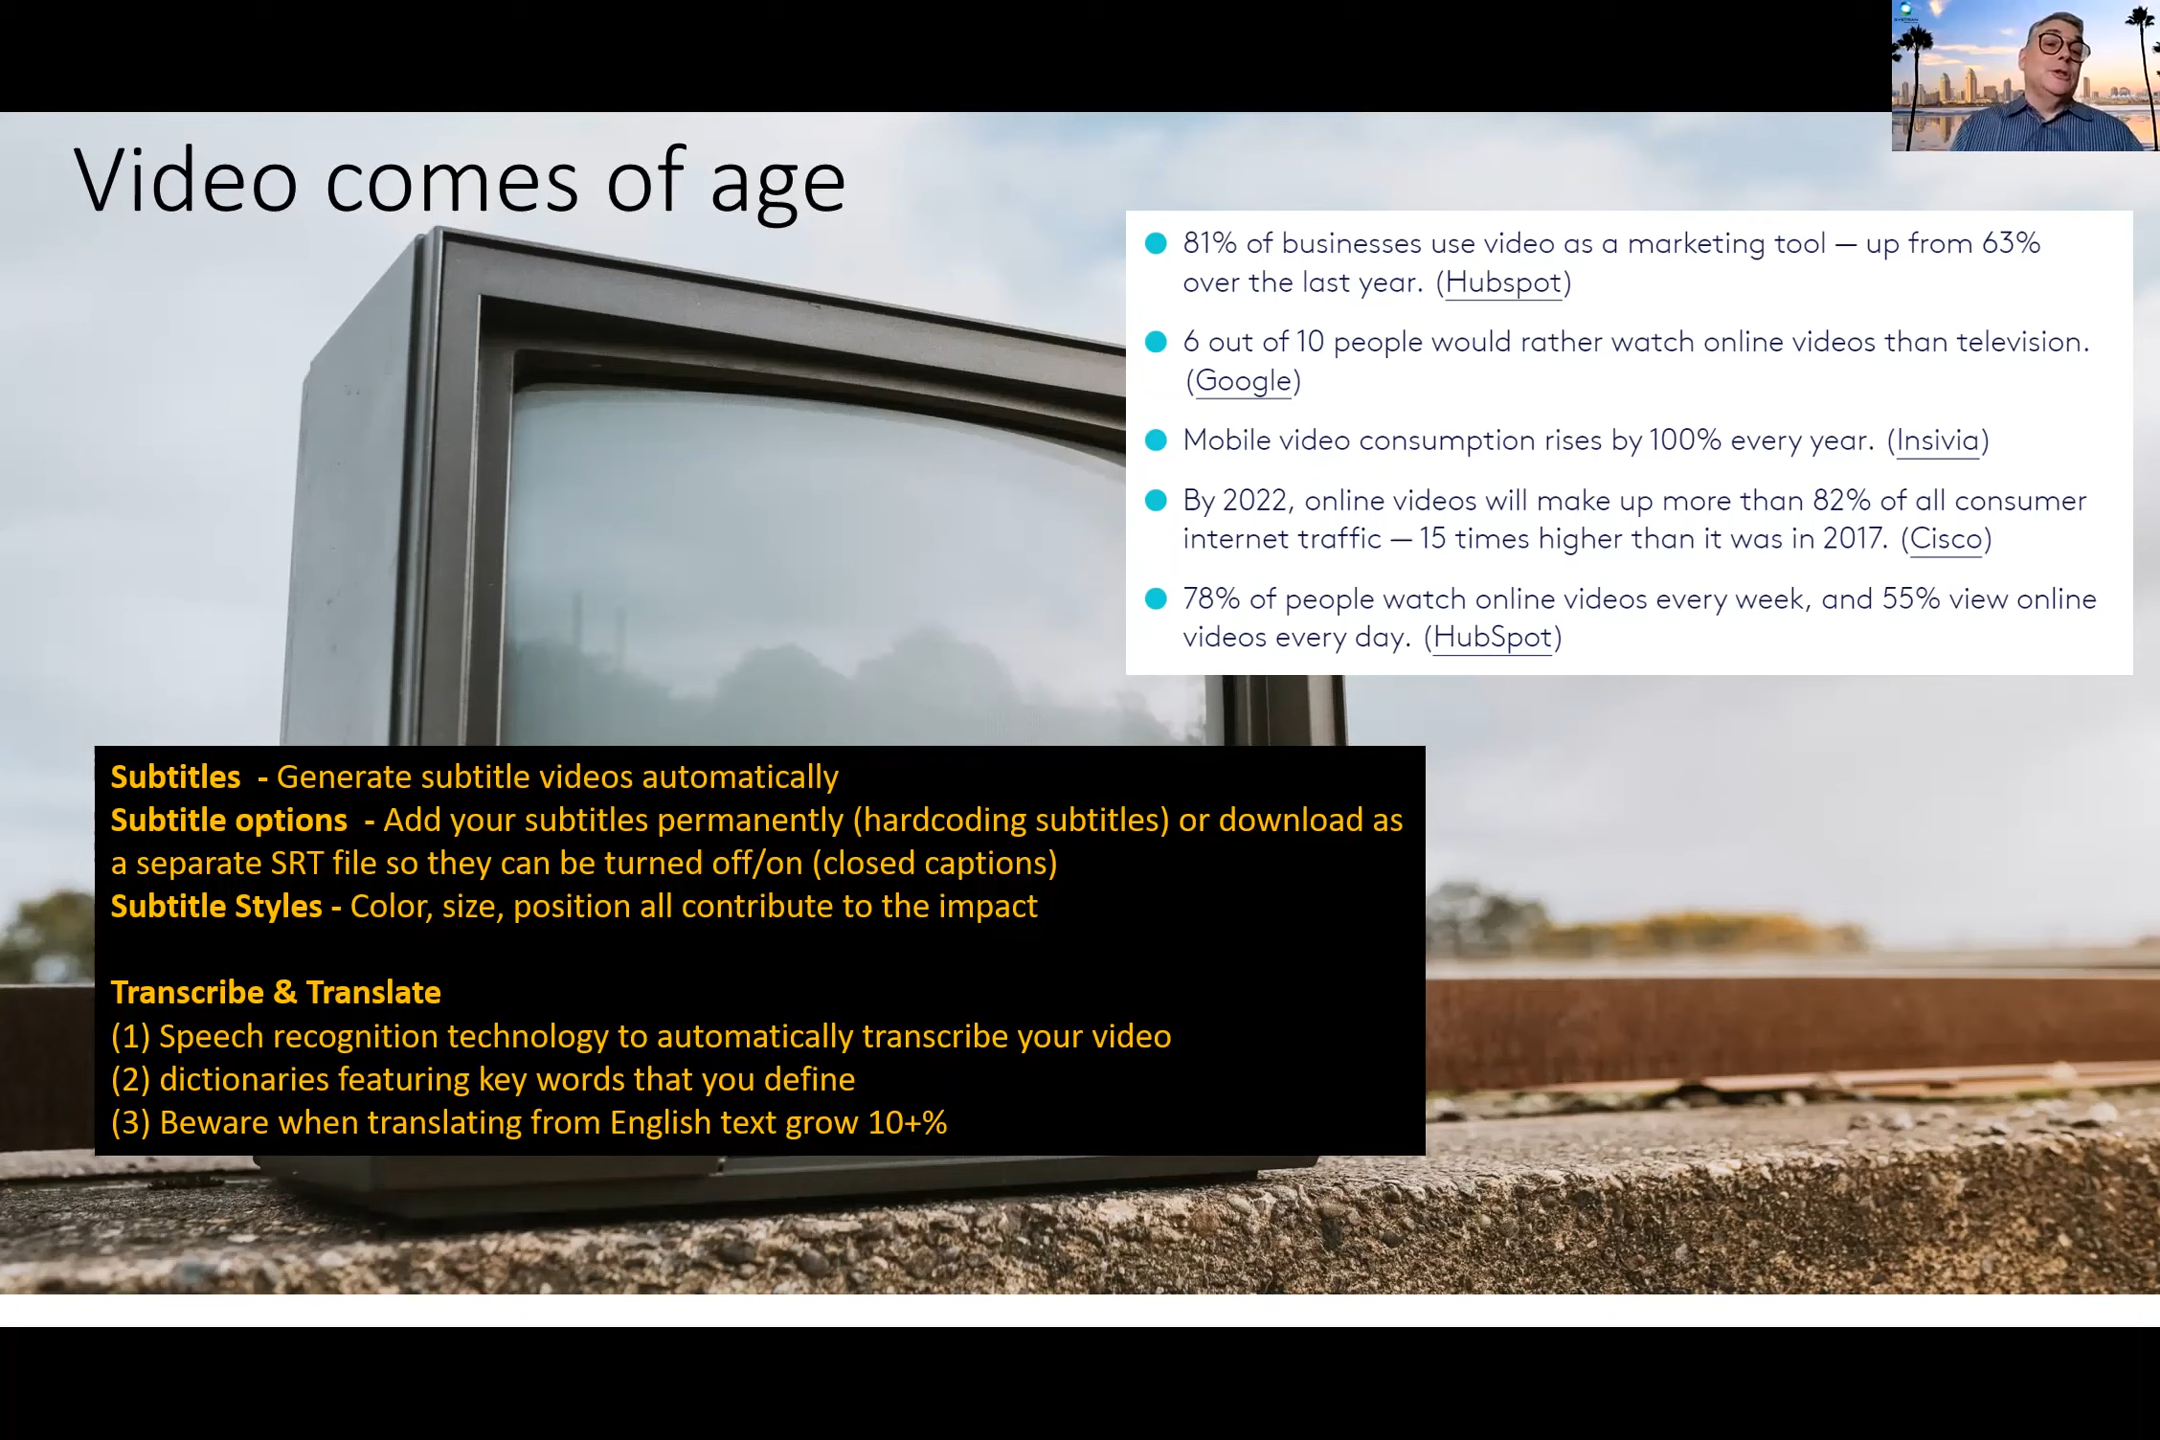 Video comes of age
81% of businesses use video as a marketing tool — up from 63%
over the last year. (Hubspot)
6 out of 10 people would rather watch online videos than television.
(Google)
Mobile video consumption rises by 100% every year. (Insivia)
By 2022, online videos will make up more than 82% of all consumer
internet traffic — 15 times higher than it was in 2017. (Cisco)
78% of people watch online videos every week, and 55% view online
videos every day. (HubSpot)
Subtitles - Generate subtitle videos automatically
Subtitle options - Add your subtitles permanently (hardcoding subtitles) or download as
a separate SRT file so they can be turned off/on (closed captions)
Subtitle Styles - Color, size, position all contribute to the impact
Transcribe & Translate
(1) Speech recognition technology to automatically transcribe your video
(2) dictionaries featuring key words that you define
(3) Beware when translating from English text grow 10+%